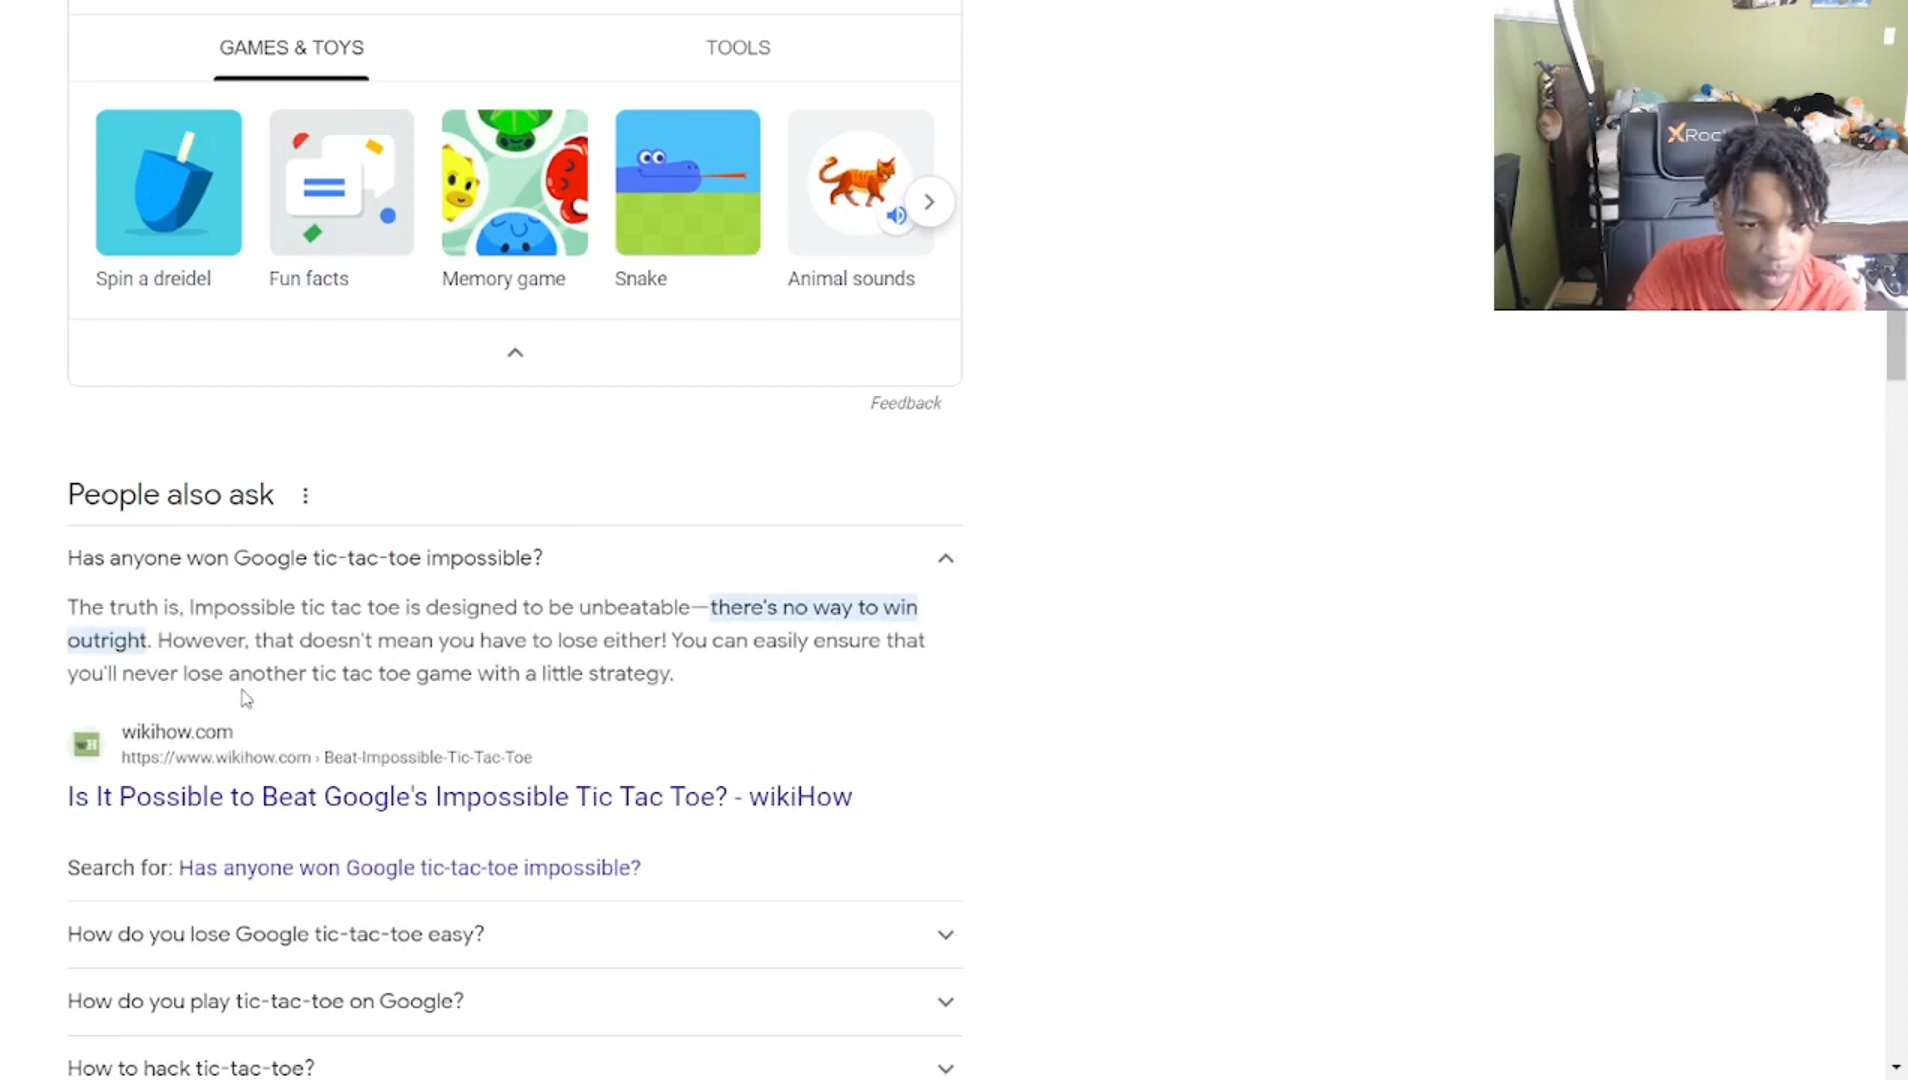 GAMES & TOYS
TOOLS
Spin a dreidel
Fun facts
Memory game
Snake
Animal sounds
Feedback
People also ask
Has anyone won Google tic-tac-toe impossible?
The truth is, Impossible tic tac toe is designed to be unbeatable—there's no way to win
outright. However, that doesn't mean you have to lose either! You can easily ensure that
you'll never lose another tic tac toe game with a little strategy.
wikihow.com
https://www.wikihow.com › Beat-Impossible-Tic-Tac-Toe
Is It Possible to Beat Google's Impossible Tic Tac Toe? - wikiHow
Search for: Has anyone won Google tic-tac-toe impossible?
How do you lose Google tic-tac-toe easy?
How do you play tic-tac-toe on Google?
How to hack tic-tac-toe?